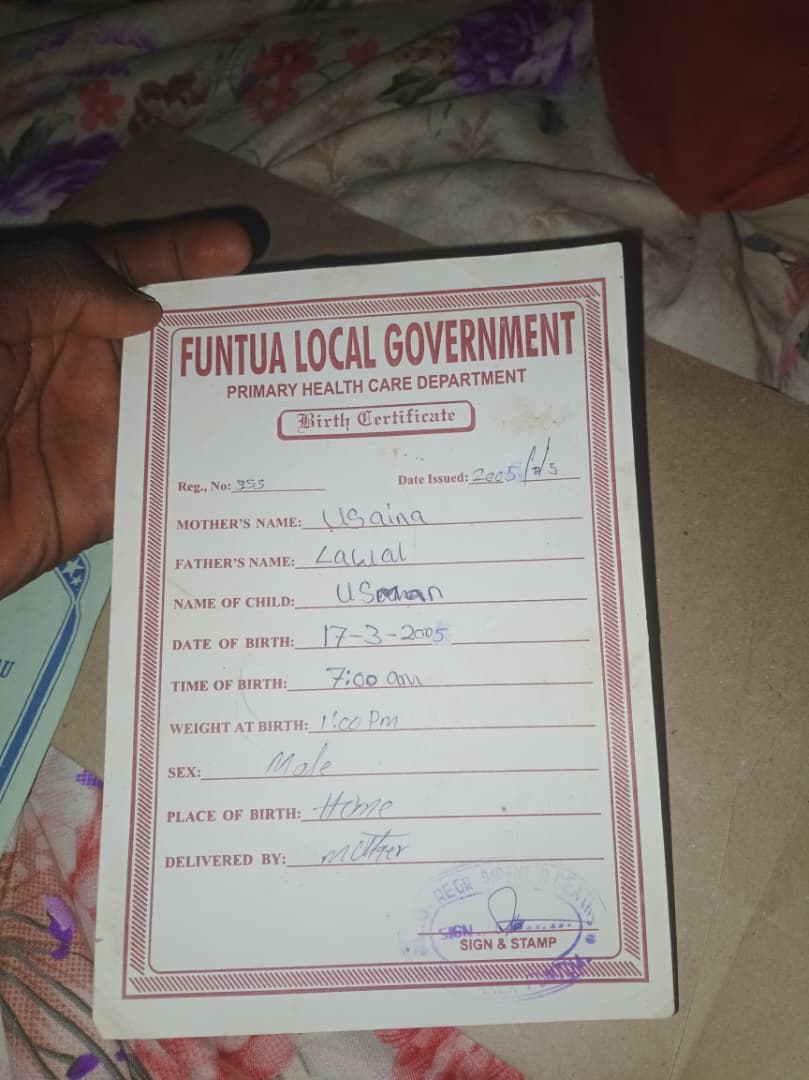 FUNTUA LOCAL GOVERNMENT
PRIMARY HEALTH CARE DEPARTMENT
Birth Certificate
Reg., No: 355
Date Issued: 2005
MOTHER'S NAME: USaina
FATHER'S NAME: Lawal
NAME OF CHILD: USman
DATE OF BIRTH: 17-3-2005
TIME OF BIRTH: 7:00 am
WEIGHT AT BIRTH: 1:00 Pm
SEX: Male
PLACE OF BIRTH: Home
DELIVERED BY: mother
SIGN
SIGN & STAMP
FUNTUA